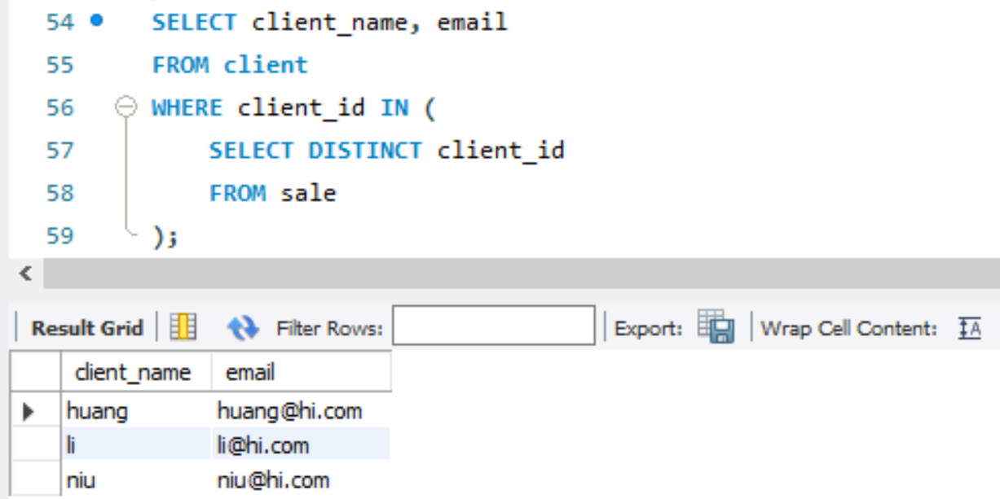 54 SELECT client_name, email
55 FROM client
56 WHERE client_id IN (
57 SELECT DISTINCT client_id
58 FROM sale
59 );
Result Grid Filter Rows: Export: Wrap Cell Content: IA
client_name email
huang huang@hi.com
li li@hi.com
niu niu@hi.com